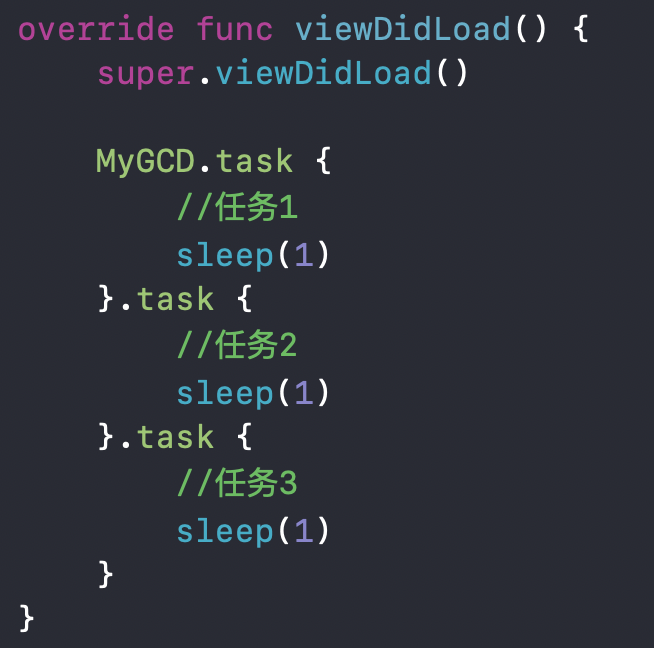 override func viewDidLoad() {
    super.viewDidLoad()

    MyGCD.task {
        //任务1
        sleep(1)
    }.task {
        //任务2
        sleep(1)
    }.task {
        //任务3
        sleep(1)
    }
}